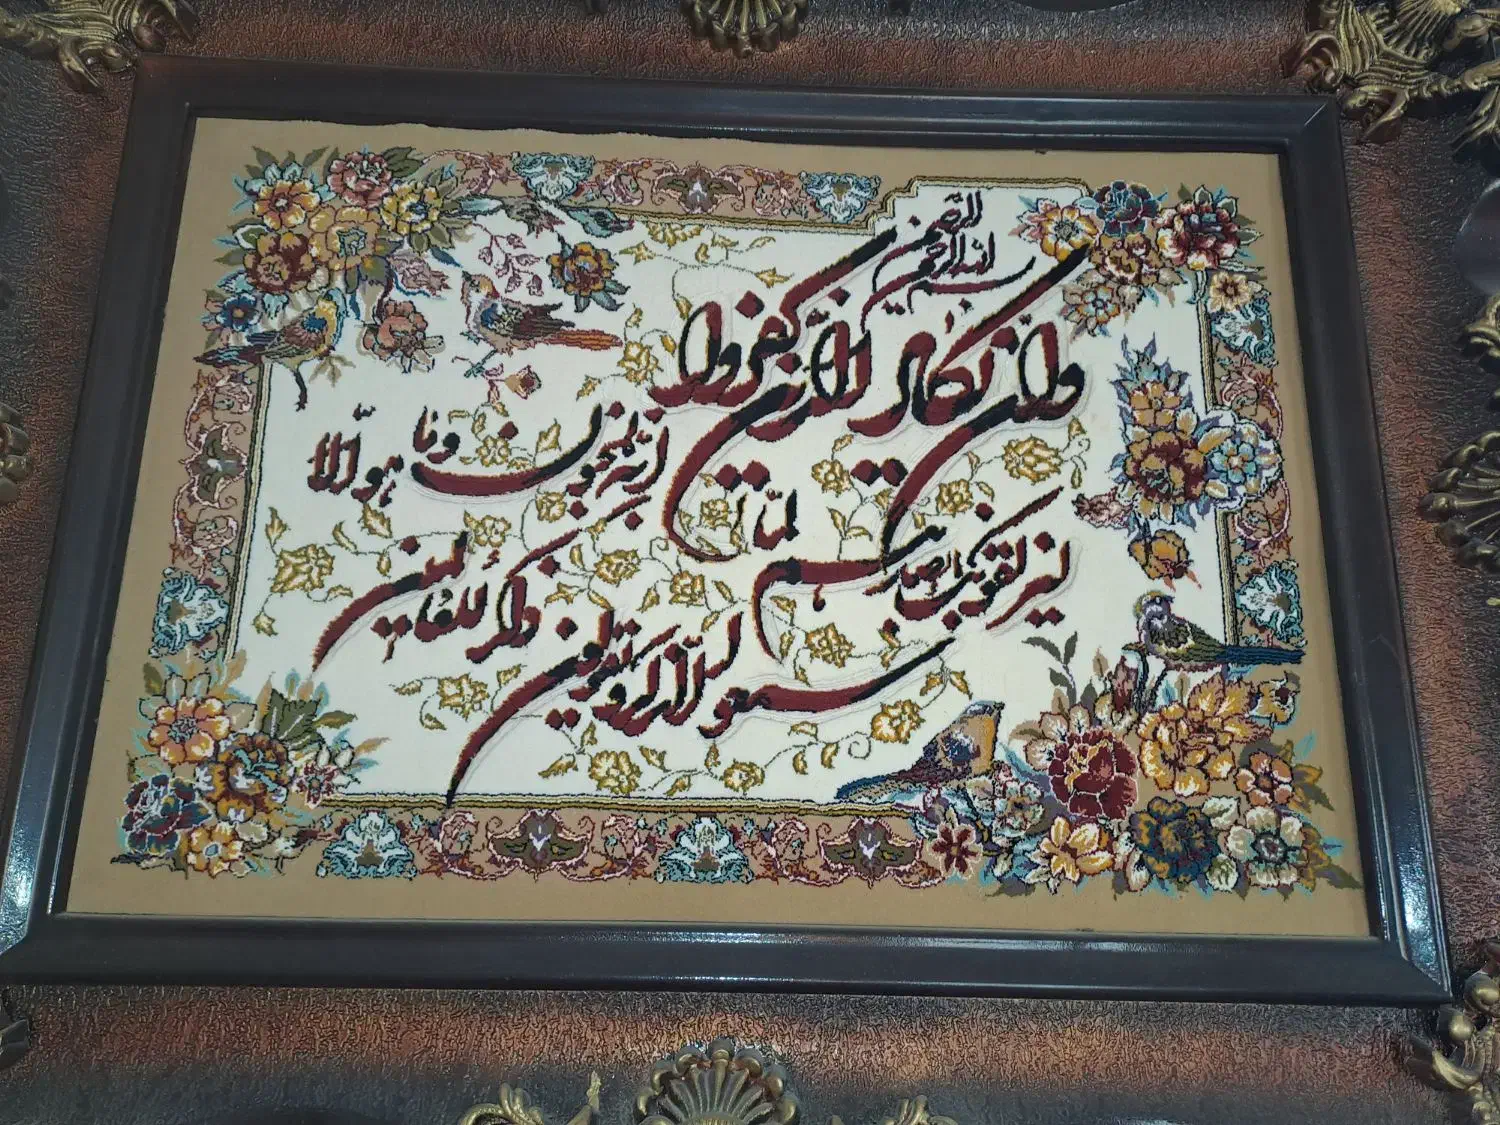 بسم الله الرحمن الرحیم
وان یکاد الذین کفروا
لیزلقونک بابصارهم لما
سمعوا الذکر و یقولون
انه لمجنون وما هو الا
ذکر للعالمین